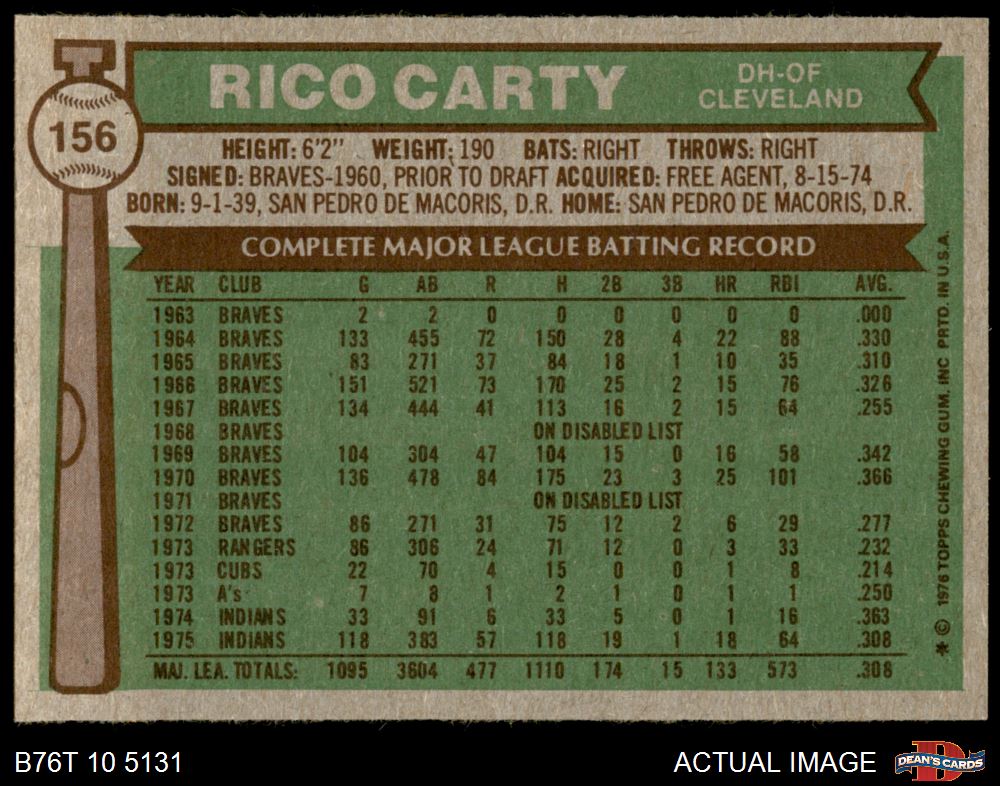 T
156
RICO CARTY
DH-OF
CLEVELAND
HEIGHT: 6'2" WEIGHT: 190 BATS: RIGHT THROWS: RIGHT
SIGNED: BRAVES-1960, PRIOR TO DRAFT ACQUIRED: FREE AGENT, 8-15-74
BORN: 9-1-39, SAN PEDRO DE MACORIS, D.R. HOME: SAN PEDRO DE MACORIS, D.R.
COMPLETE MAJOR LEAGUE BATTING RECORD
YEAR CLUB G AB R H 2B 3B HR RBI AVG.
1963 BRAVES 2 2 0 0 0 0 0 0 .000
1964 BRAVES 133 455 72 150 28 4 22 88 .330
1965 BRAVES 83 271 37 84 18 1 10 35 .310
1966 BRAVES 151 521 73 170 25 2 15 76 .326
1967 BRAVES 134 444 41 113 16 2 15 64 .255
1968 BRAVES ON DISABLED LIST
1969 BRAVES 104 304 47 104 15 0 16 58 .342
1970 BRAVES 136 478 84 175 23 3 25 101 .366
1971 BRAVES ON DISABLED LIST
1972 BRAVES 86 271 31 75 12 2 6 29 .277
1973 RANGERS 86 306 24 71 12 0 3 33 .232
1973 CUBS 22 70 4 15 0 0 1 8 .214
1973 A's 7 8 1 2 1 0 1 1 .250
1974 INDIANS 33 91 6 33 5 0 1 16 .363
1975 INDIANS 118 383 57 118 19 1 18 64 .308
MAJ. LEA. TOTALS: 1095 3604 477 1110 174 15 133 573 .308
* © 1976 TOPPS CHEWING GUM, INC PRTD. IN U.S.A.
B76T 10 5131
ACTUAL IMAGE
D
DEAN'S CARDS